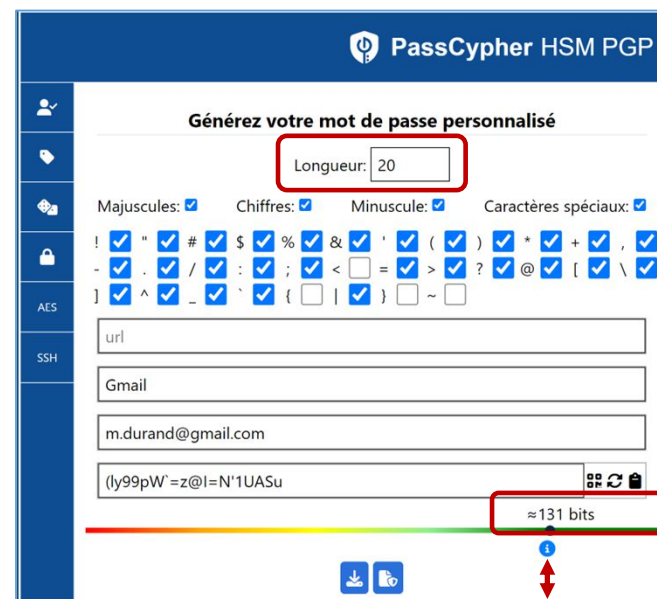 PassCypher HSM PGP
Générez votre mot de passe personnalisé
Longueur: 20
Majuscules: Chiffres: Minuscule: Caractères spéciaux:
! " # $ % & ' ( ) * + ,
- . / : ; < = > ? @ [ \
] ^ _ ` { | } ~
AES
url
SSH
Gmail
m.durand@gmail.com
(ly99pW`=z@I=N'1UASu
≈131 bits